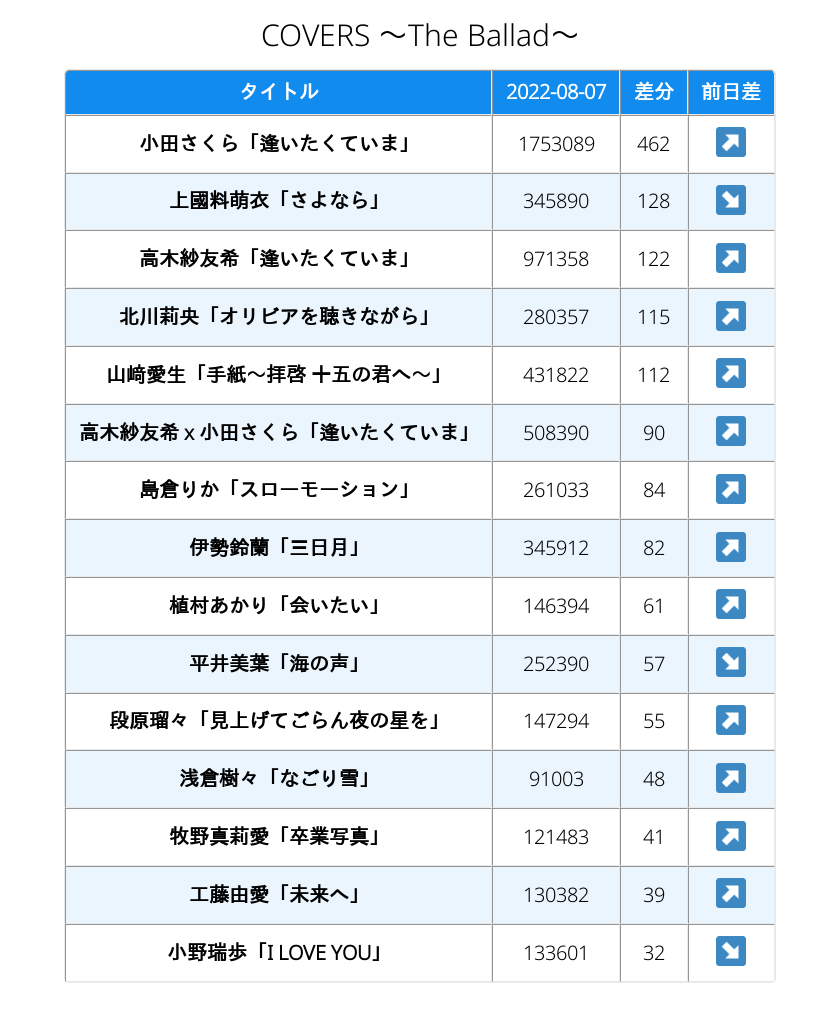 COVERS ～The Ballad～
タイトル 2022-08-07 差分 前日差
小田さくら「逢いたくていま」 1753089 462 ↗
上國料萌衣「さよなら」 345890 128 ↘
高木紗友希「逢いたくていま」 971358 122 ↗
北川莉央「オリビアを聴きながら」 280357 115 ↗
山﨑愛生「手紙～拝啓 十五の君へ～」 431822 112 ↗
高木紗友希 x 小田さくら「逢いたくていま」 508390 90 ↗
島倉りか「スローモーション」 261033 84 ↗
伊勢鈴蘭「三日月」 345912 82 ↗
植村あかり「会いたい」 146394 61 ↗
平井美葉「海の声」 252390 57 ↘
段原瑠々「見上げてごらん夜の星を」 147294 55 ↗
浅倉樹々「なごり雪」 91003 48 ↗
牧野真莉愛「卒業写真」 121483 41 ↗
工藤由愛「未来へ」 130382 39 ↗
小野瑞歩「I LOVE YOU」 133601 32 ↘